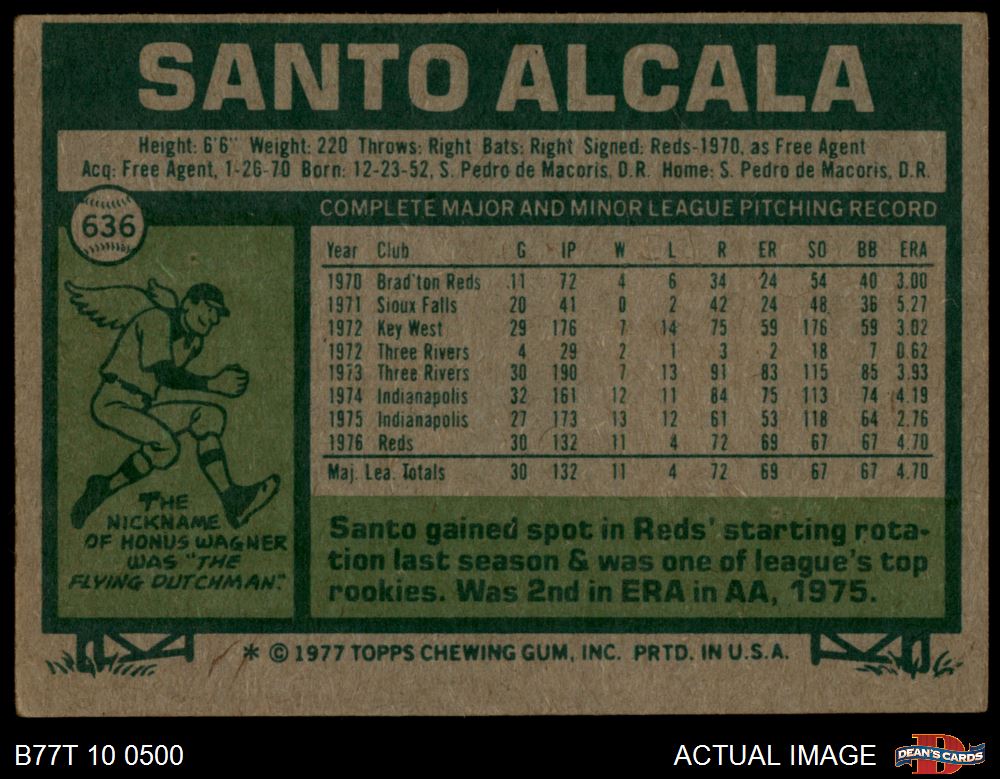 SANTO ALCALA
Height: 6'6" Weight: 220 Throws: Right Bats: Right Signed: Reds-1970, as Free Agent
Acq: Free Agent, 1-26-70 Born: 12-23-52, S. Pedro de Macoris, D.R. Home: S. Pedro de Macoris, D.R.
636
COMPLETE MAJOR AND MINOR LEAGUE PITCHING RECORD
Year Club G IP W L R ER SO BB ERA
1970 Brad'ton Reds 11 72 4 6 34 24 54 40 3.00
1971 Sioux Falls 20 41 0 2 42 24 48 36 5.27
1972 Key West 29 176 7 14 75 59 176 59 3.02
1972 Three Rivers 4 29 2 1 3 2 18 7 0.62
1973 Three Rivers 30 190 7 13 91 83 115 85 3.93
1974 Indianapolis 32 161 12 11 84 75 113 74 4.19
1975 Indianapolis 27 173 13 12 61 53 118 64 2.76
1976 Reds 30 132 11 4 72 69 67 67 4.70
Maj. Lea. Totals 30 132 11 4 72 69 67 67 4.70
THE
NICKNAME
OF HONUS WAGNER
WAS "THE
FLYING DUTCHMAN."
Santo gained spot in Reds' starting rota-
tion last season & was one of league's top
rookies. Was 2nd in ERA in AA, 1975.
* © 1977 TOPPS CHEWING GUM, INC. PRTD. IN U.S.A.
B77T 10 0500
ACTUAL IMAGE
D
DEAN'S CARDS